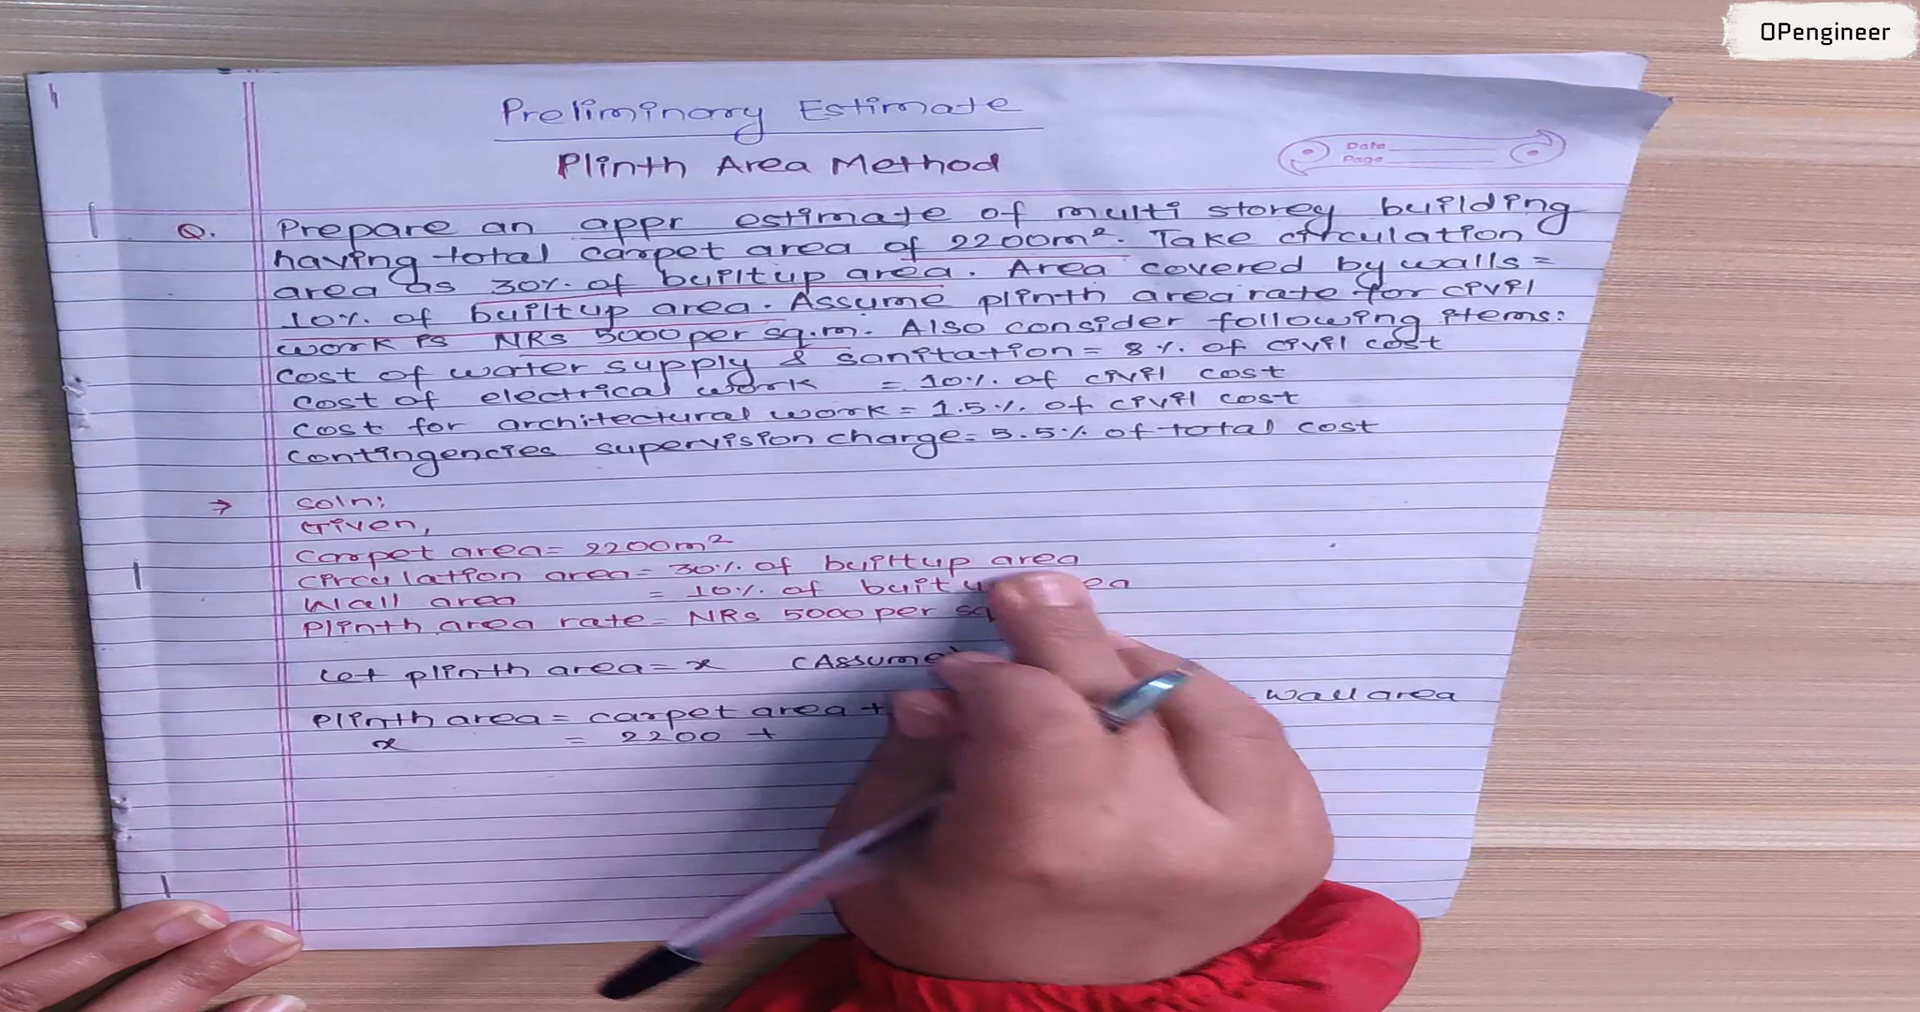 OPengineer
Preliminary Estimate
Plinth Area Method
Date
Page
Q. Prepare an appr estimate of multi storey building
having total carpet area of 2200m². Take circulation
area as 30% of builtup area. Area covered by walls =
10% of builtup area. Assume plinth area rate for civil
work is NRs 5000 per sq.m. Also consider following items:
Cost of water supply & sanitation = 8% of civil cost
Cost of electrical work = 10% of civil cost
Cost for architectural work = 1.5% of civil cost
Contingencies supervision charge = 5.5% of total cost
→ Soln;
Given,
Carpet area = 2200m²
Circulation area = 30% of builtup area
Wall area = 10% of
Plinth area rate = NRs 5000 per
Let plinth area = x (Assume)
Plinth area = carpet area + wall area
x = 2200 +